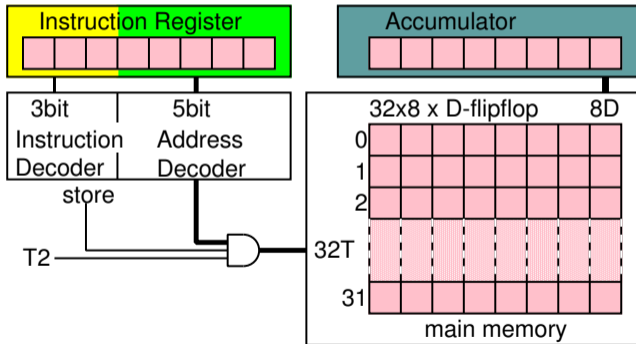 Instruction Register
Accumulator
3bit
5bit
Instruction
Decoder
Address
Decoder
store
T2
32x8 x D-flipflop
8D
0
1
2
32T
31
main memory